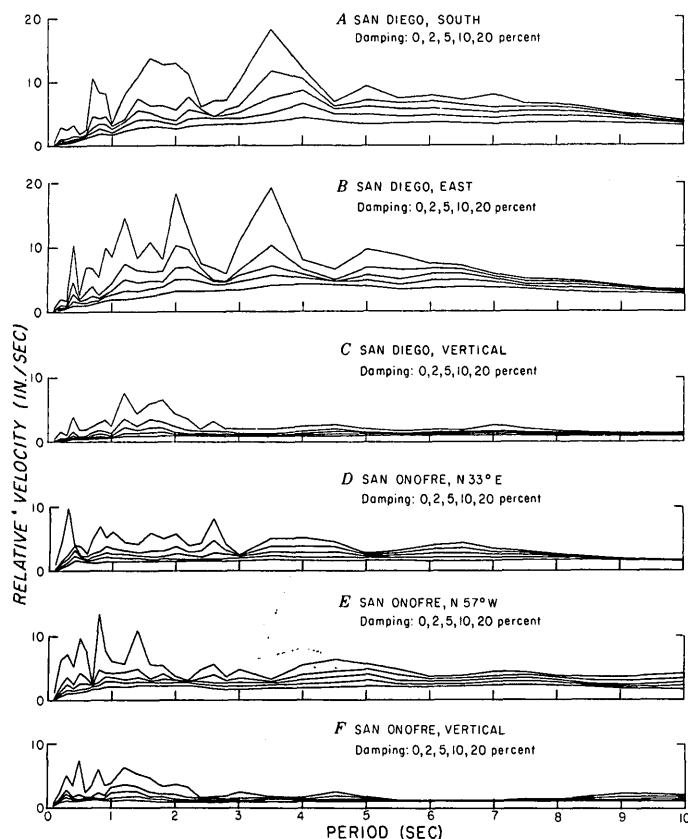 A SAN DIEGO, SOUTH
Damping: 0, 2, 5, 10, 20 percent
20
10
0
B SAN DIEGO, EAST
Damping: 0, 2, 5, 10, 20 percent
20
10
0
C SAN DIEGO, VERTICAL
Damping: 0, 2, 5, 10, 20 percent
10
0
D SAN ONOFRE, N 33° E
Damping: 0, 2, 5, 10, 20 percent
10
0
E SAN ONOFRE, N 57° W
Damping: 0, 2, 5, 10, 20 percent
10
0
F SAN ONOFRE, VERTICAL
Damping: 0, 2, 5, 10, 20 percent
10
0
0 1 2 3 4 5 6 7 8 9 10
PERIOD (SEC)
RELATIVE VELOCITY (IN./SEC)